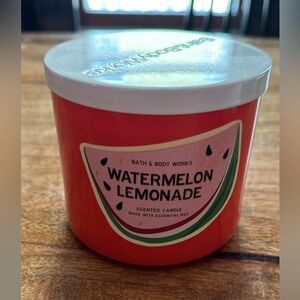 BATH & BODY WORKS
WATERMELON
LEMONADE
SCENTED CANDLE
MADE WITH ESSENTIAL OILS